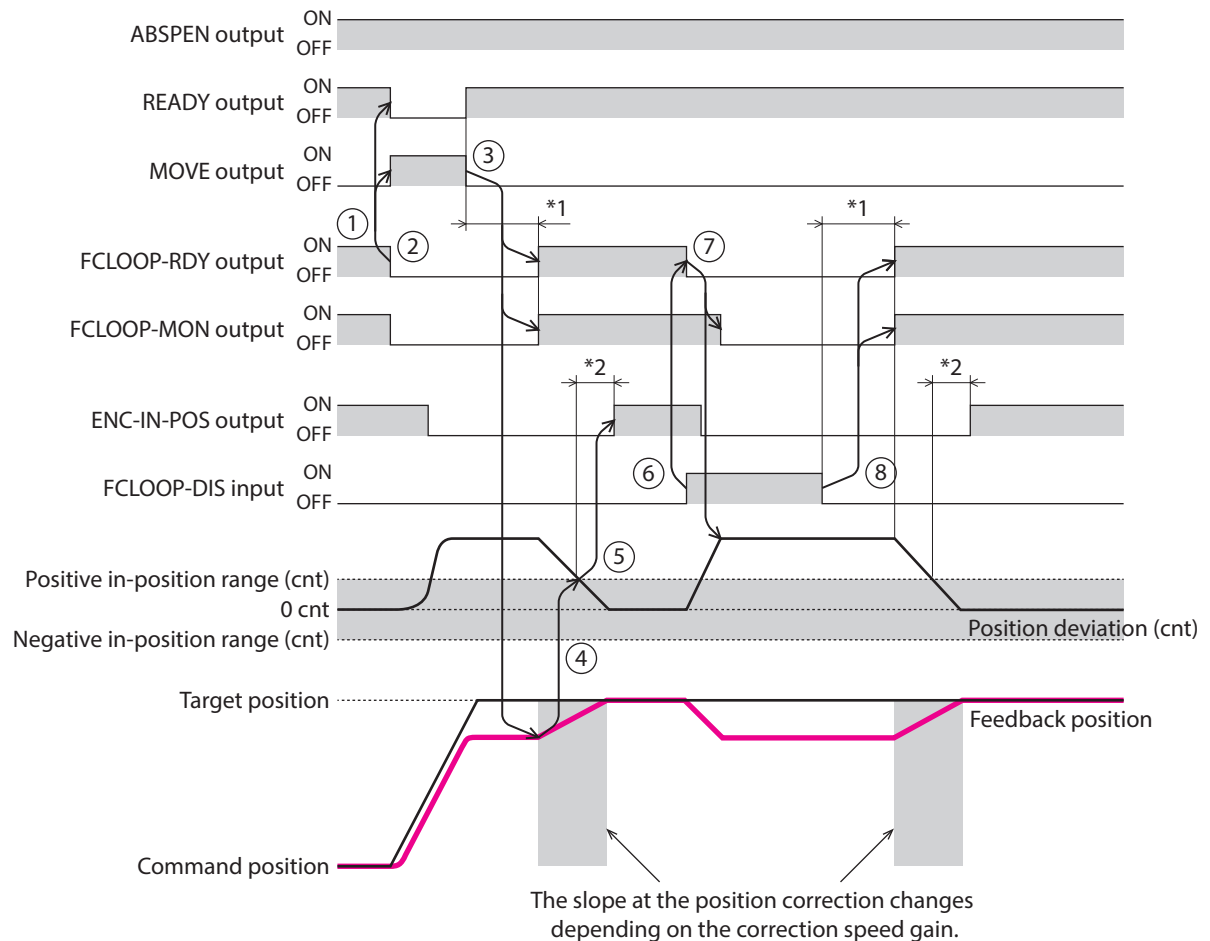 ABSPEN output
ON
OFF
READY output
ON
OFF
MOVE output
ON
OFF
③
*1
*1
①
②
FCLOOP-RDY output
ON
OFF
⑦
FCLOOP-MON output
ON
OFF
*2
*2
ENC-IN-POS output
ON
OFF
FCLOOP-DIS input
ON
OFF
⑥
⑧
⑤
Positive in-position range (cnt)
0 cnt
Negative in-position range (cnt)
Position deviation (cnt)
④
Target position
Feedback position
Command position
The slope at the position correction changes
depending on the correction speed gain.